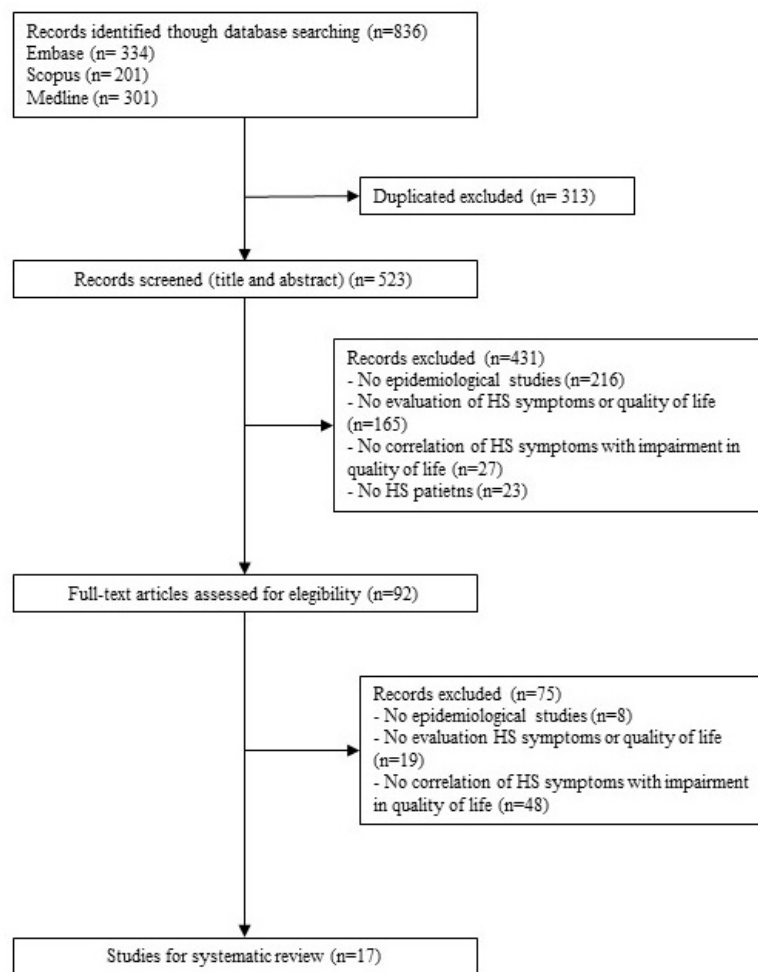 Records identified though database searching (n=836)
Embase (n= 334)
Scopus (n= 201)
Medline (n= 301)
Duplicated excluded (n= 313)
Records screened (title and abstract) (n= 523)
Records excluded (n=431)
- No epidemiological studies (n=216)
- No evaluation of HS symptoms or quality of life
(n=165)
- No correlation of HS symptoms with impairment in
quality of life (n=27)
- No HS patietns (n=23)
Full-text articles assessed for elegibility (n=92)
Records excluded (n=75)
- No epidemiological studies (n=8)
- No evaluation HS symptoms or quality of life
(n=19)
- No correlation of HS symptoms with impairment
in quality of life (n=48)
Studies for systematic review (n=17)